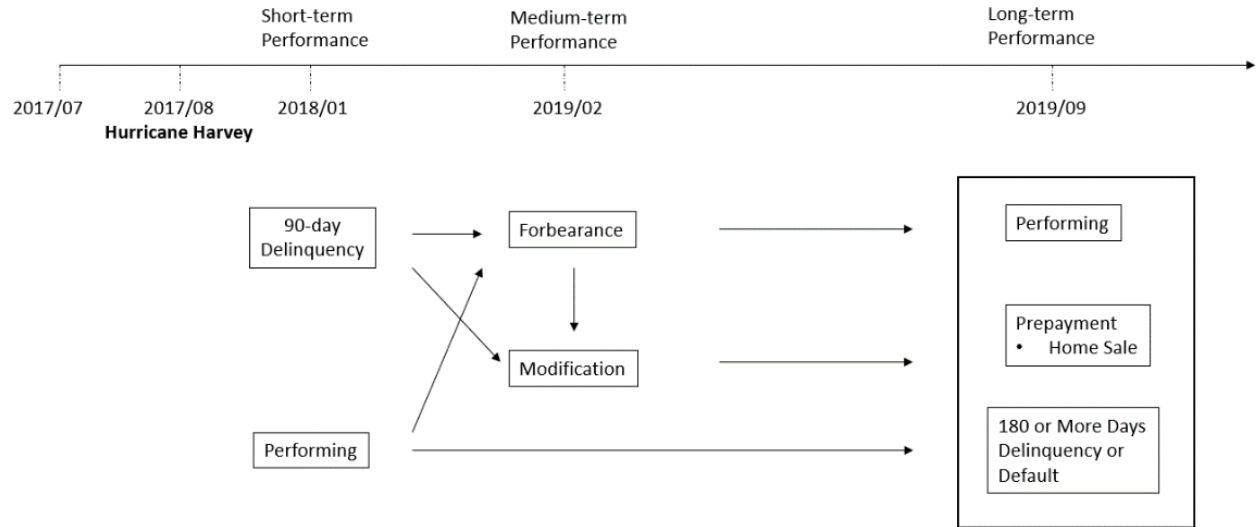 Short-term
Performance
Medium-term
Performance
Long-term
Performance
2017/07
2017/08
2018/01
2019/02
2019/09
Hurricane Harvey
90-day
Delinquency
Forbearance
Performing
Modification
Prepayment
• Home Sale
Performing
180 or More Days
Delinquency or
Default